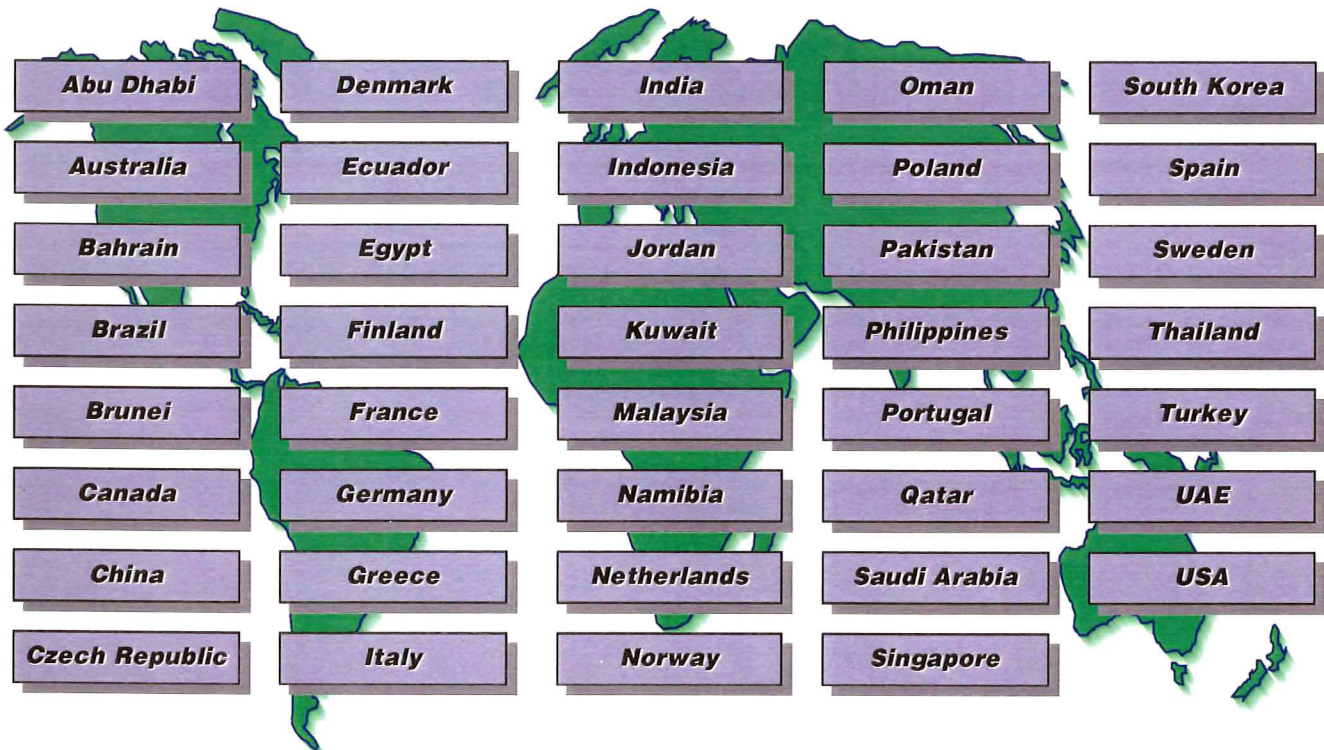 Abu Dhabi
Australia
Bahrain
Brazil
Brunei
Canada
China
Czech Republic
Denmark
Ecuador
Egypt
Finland
France
Germany
Greece
Italy
India
Indonesia
Jordan
Kuwait
Malaysia
Namibia
Netherlands
Norway
Oman
Poland
Pakistan
Philippines
Portugal
Qatar
Saudi Arabia
Singapore
South Korea
Spain
Sweden
Thailand
Turkey
UAE
USA